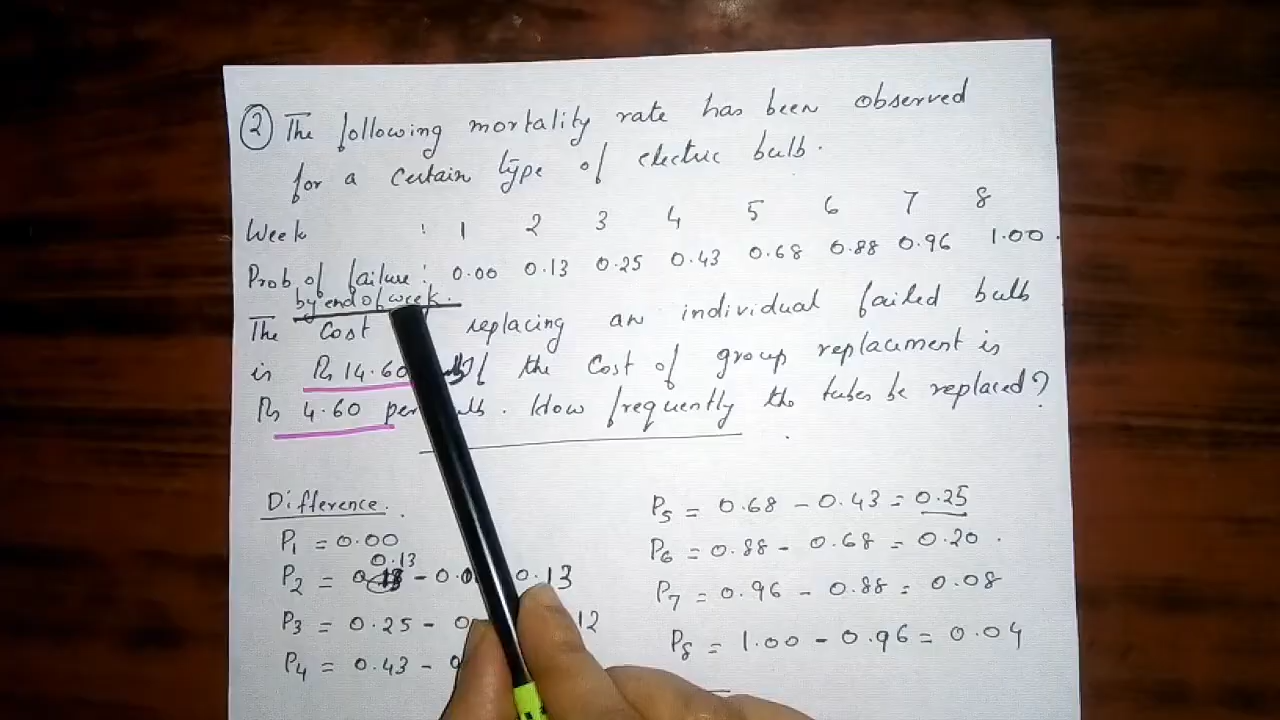 2 The following mortality rate has been observed
for a certain type of electric bulb.
Week : 1 2 3 4 5 6 7 8
Prob of failure : 0.00 0.13 0.25 0.43 0.68 0.88 0.96 1.00.
by end of week.
The Cost replacing an individual failed bulb
is Rs 14.60 the cost of group replacement is
Rs 4.60 per . How frequently the tubes be replaced?
Difference.
P1 = 0.00
0.13
P2 = - 0.13
P3 = 0.25 - 12
P4 = 0.43 -
P5 = 0.68 - 0.43 = 0.25
P6 = 0.88 - 0.68 = 0.20.
P7 = 0.96 - 0.88 = 0.08
P8 = 1.00 - 0.96 = 0.04